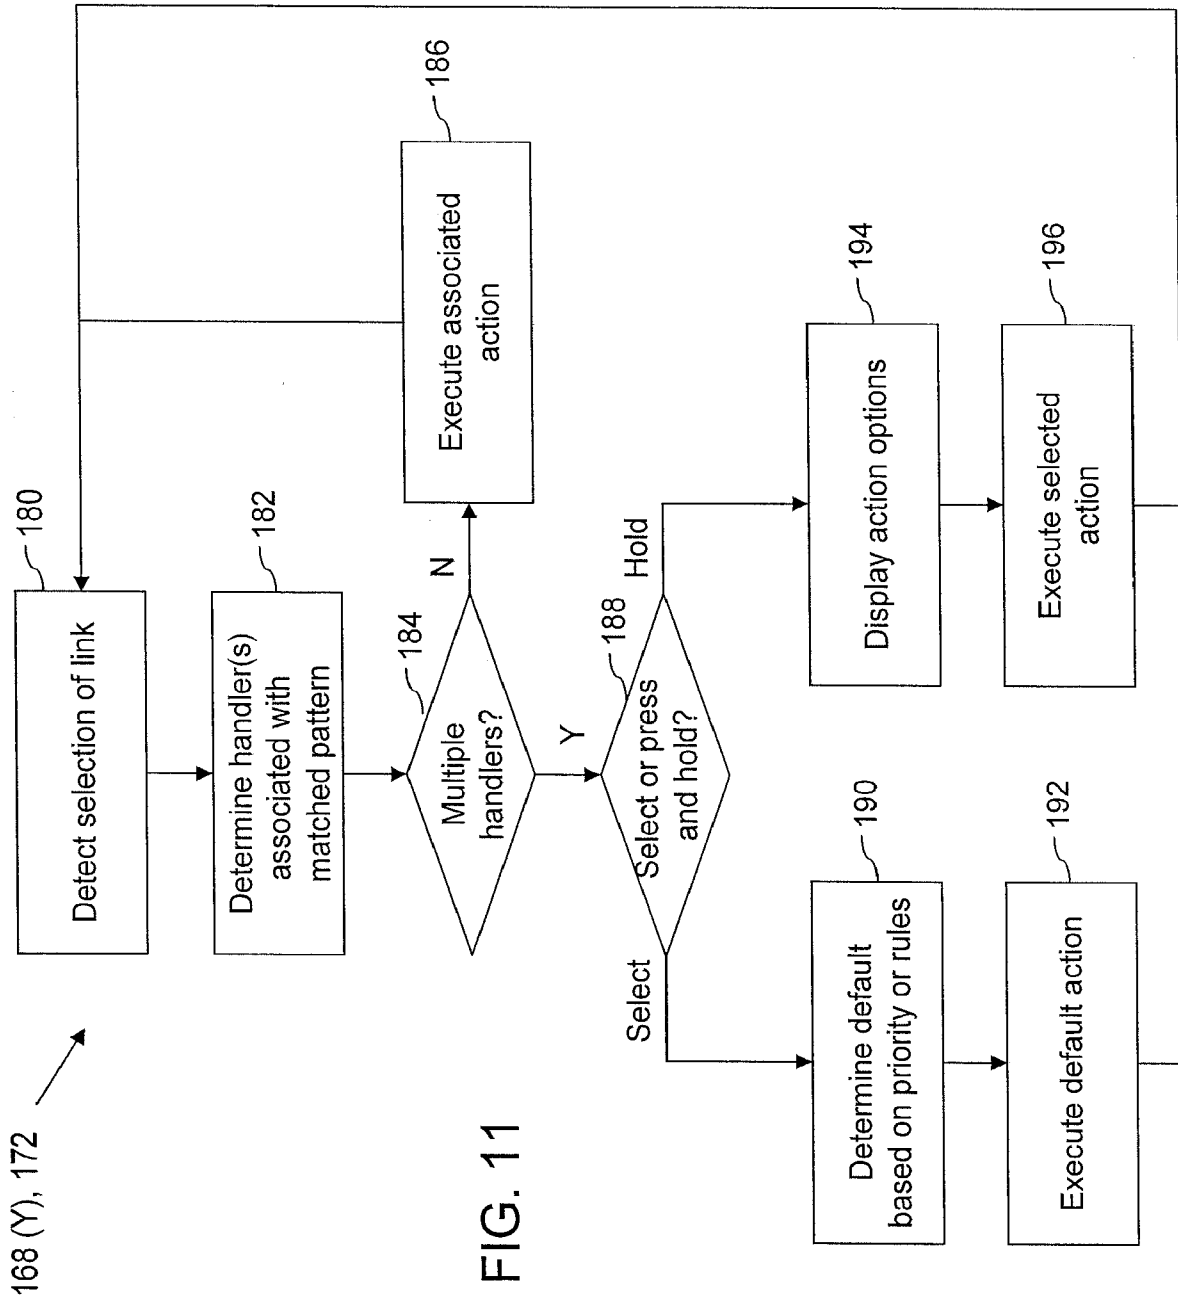 168 (Y), 172
180
Detect selection of link
182
Determine handler(s)
associated with
matched pattern
184
Multiple
handlers?
N
186
Execute associated
action
Y
188
Select or press
and hold?
Select
Hold
190
Determine default
based on priority or rules
192
Execute default action
194
Display action options
196
Execute selected
action
FIG. 11